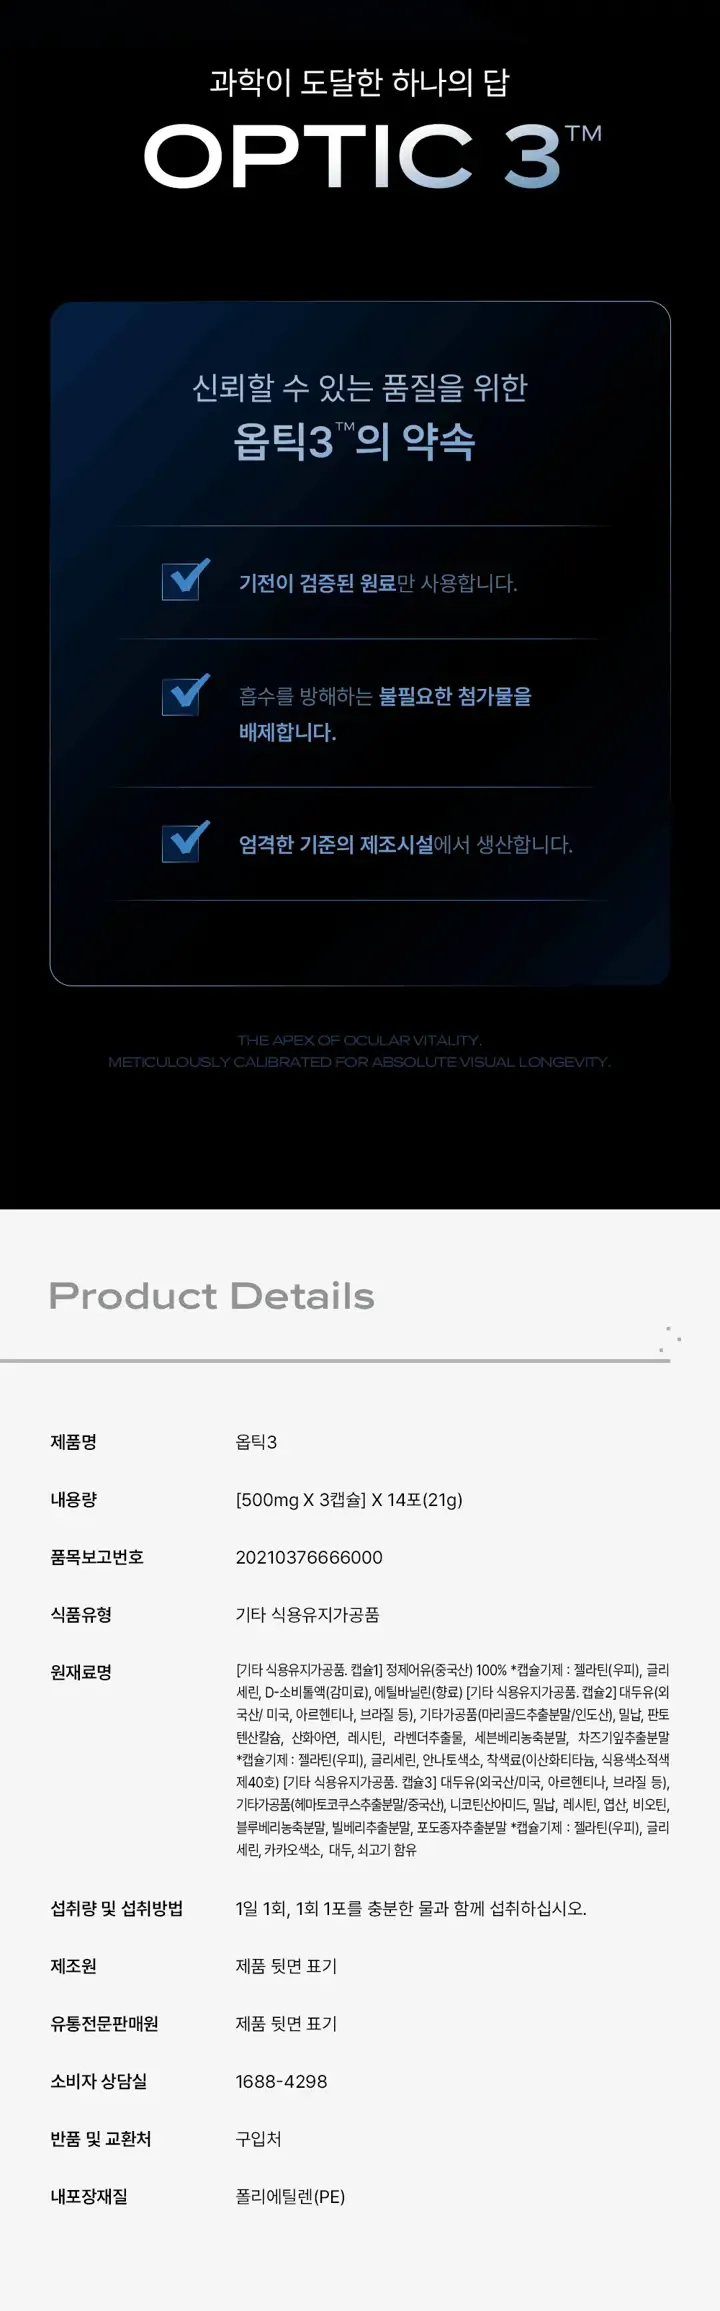 과학이 도달한 하나의 답
OPTIC 3™
신뢰할 수 있는 품질을 위한
옵틱3™의 약속
기전이 검증된 원료만 사용합니다.
흡수를 방해하는 불필요한 첨가물을
배제합니다.
엄격한 기준의 제조시설에서 생산합니다.
THE APEX OF OCULAR VITALITY.
METICULOUSLY CALIBRATED FOR ABSOLUTE VISUAL LONGEVITY.
Product Details
제품명 옵틱3
내용량 [500mg X 3캡슐] X 14포(21g)
품목보고번호 20210376666000
식품유형 기타 식용유지가공품
원재료명 [기타 식용유지가공품. 캡슐1] 정제어유(중국산) 100% *캡슐기제 : 젤라틴(우피), 글리
세린, D-소비톨액(감미료), 에틸바닐린(향료) [기타 식용유지가공품. 캡슐2] 대두유(외
국산/ 미국, 아르헨티나, 브라질 등), 기타가공품(마리골드추출분말/인도산), 밀납, 판토
텐산칼슘, 산화아연, 레시틴, 라벤더추출물, 세븐베리농축분말, 차즈기잎추출분말
*캡슐기제 : 젤라틴(우피), 글리세린, 안나토색소, 착색료(이산화티타늄, 식용색소적색
제40호) [기타 식용유지가공품. 캡슐3] 대두유(외국산/미국, 아르헨티나, 브라질 등),
기타가공품(헤마토코쿠스추출분말/중국산), 니코틴산아미드, 밀납, 레시틴, 엽산, 비오틴,
블루베리농축분말, 빌베리추출분말, 포도종자추출분말 *캡슐기제 : 젤라틴(우피), 글리
세린, 카카오색소, 대두, 쇠고기 함유
섭취량 및 섭취방법 1일 1회, 1회 1포를 충분한 물과 함께 섭취하십시오.
제조원 제품 뒷면 표기
유통전문판매원 제품 뒷면 표기
소비자 상담실 1688-4298
반품 및 교환처 구입처
내포장재질 폴리에틸렌(PE)